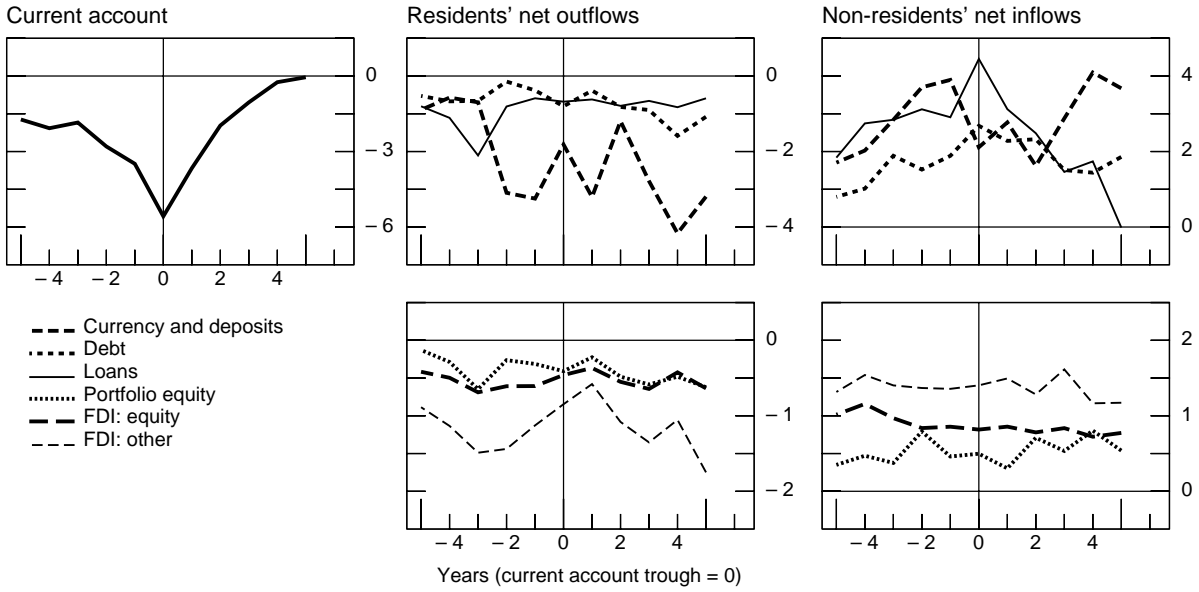 Current account
Residents’ net outflows
Non-residents’ net inflows
0
– 3
– 6
– 4 – 2 0 2 4
0
– 2
– 4
4
2
0
Currency and deposits
Debt
Loans
Portfolio equity
FDI: equity
FDI: other
0
– 1
– 2
– 4 – 2 0 2 4
2
1
0
– 4 – 2 0 2 4
Years (current account trough = 0)